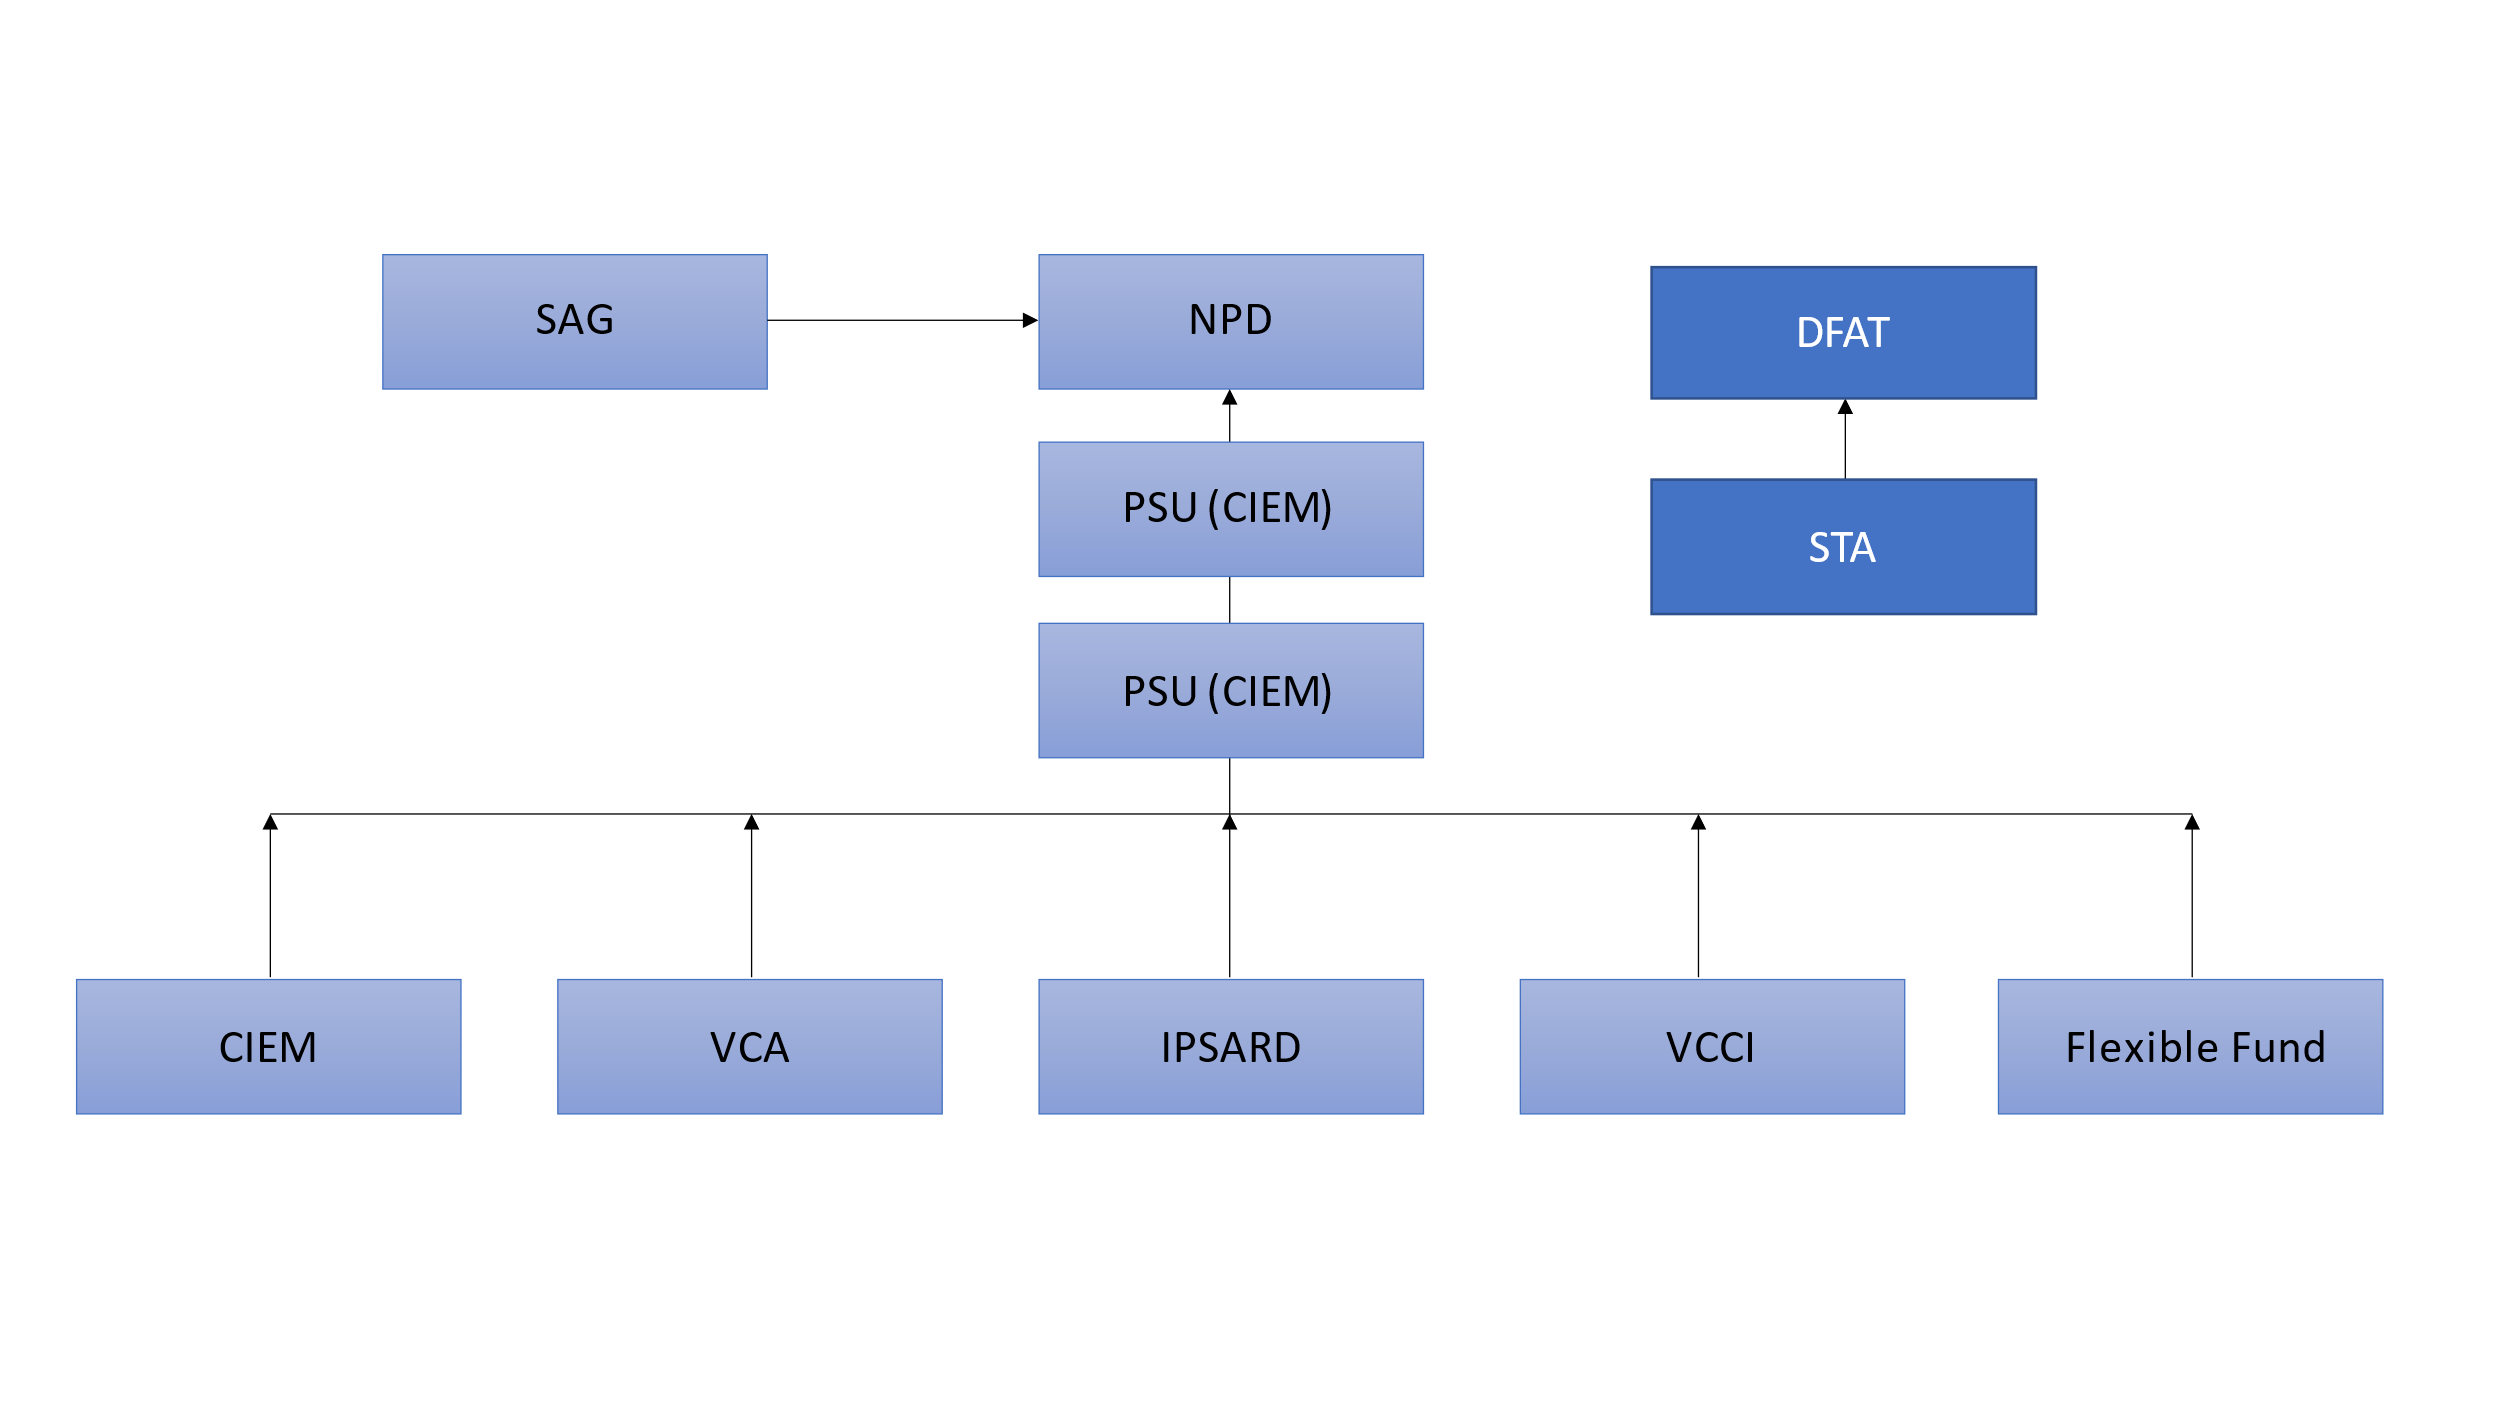 SAG
NPD
DFAT
PSU (CIEM)
STA
PSU (CIEM)
CIEM
VCA
IPSARD
VCCI
Flexible Fund